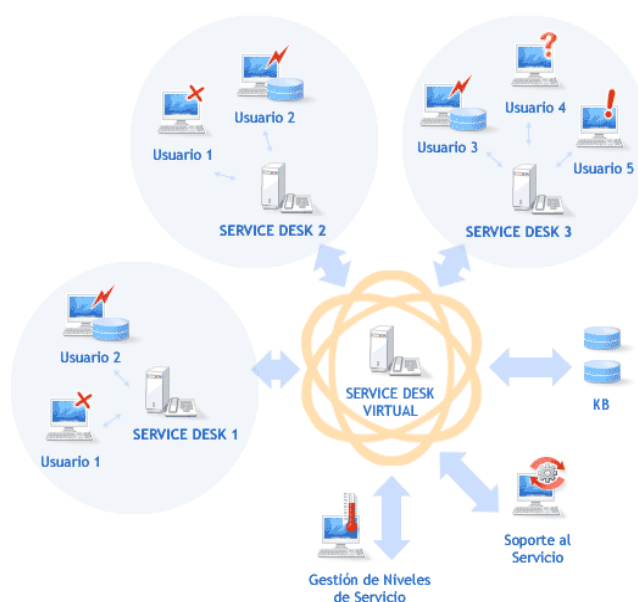 Usuario 2
Usuario 1
SERVICE DESK 2
Usuario 4
Usuario 3
Usuario 5
SERVICE DESK 3
Usuario 2
SERVICE DESK 1
Usuario 1
SERVICE DESK
VIRTUAL
KB
Soporte al
Servicio
Gestión de Niveles
de Servicio